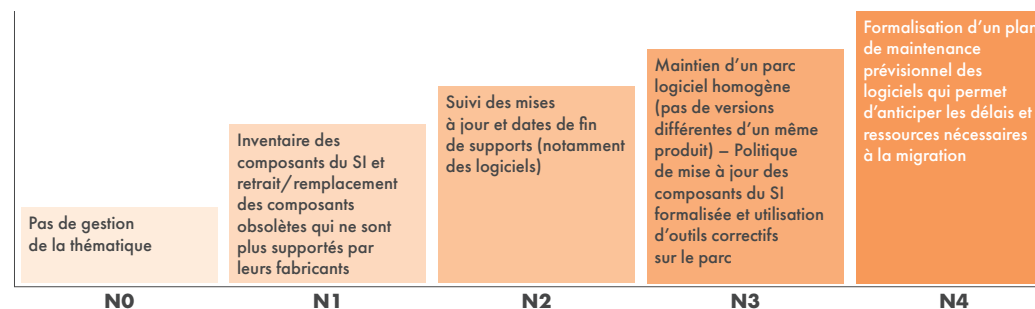 Pas de gestion
de la thématique
Inventaire des
composants du SI et
retrait/remplacement
des composants
obsolètes qui ne sont
plus supportés par
leurs fabricants
Suivi des mises
à jour et dates de fin
de supports (notamment
des logiciels)
Maintien d’un parc
logiciel homogène
(pas de versions
différentes d’un même
produit) – Politique
de mise à jour des
composants du SI
formalisée et utilisation
d’outils correctifs
sur le parc
Formalisation d’un plan
de maintenance
prévisionnel des
logiciels qui permet
d’anticiper les délais et
ressources nécessaires
à la migration
N0 N1 N2 N3 N4